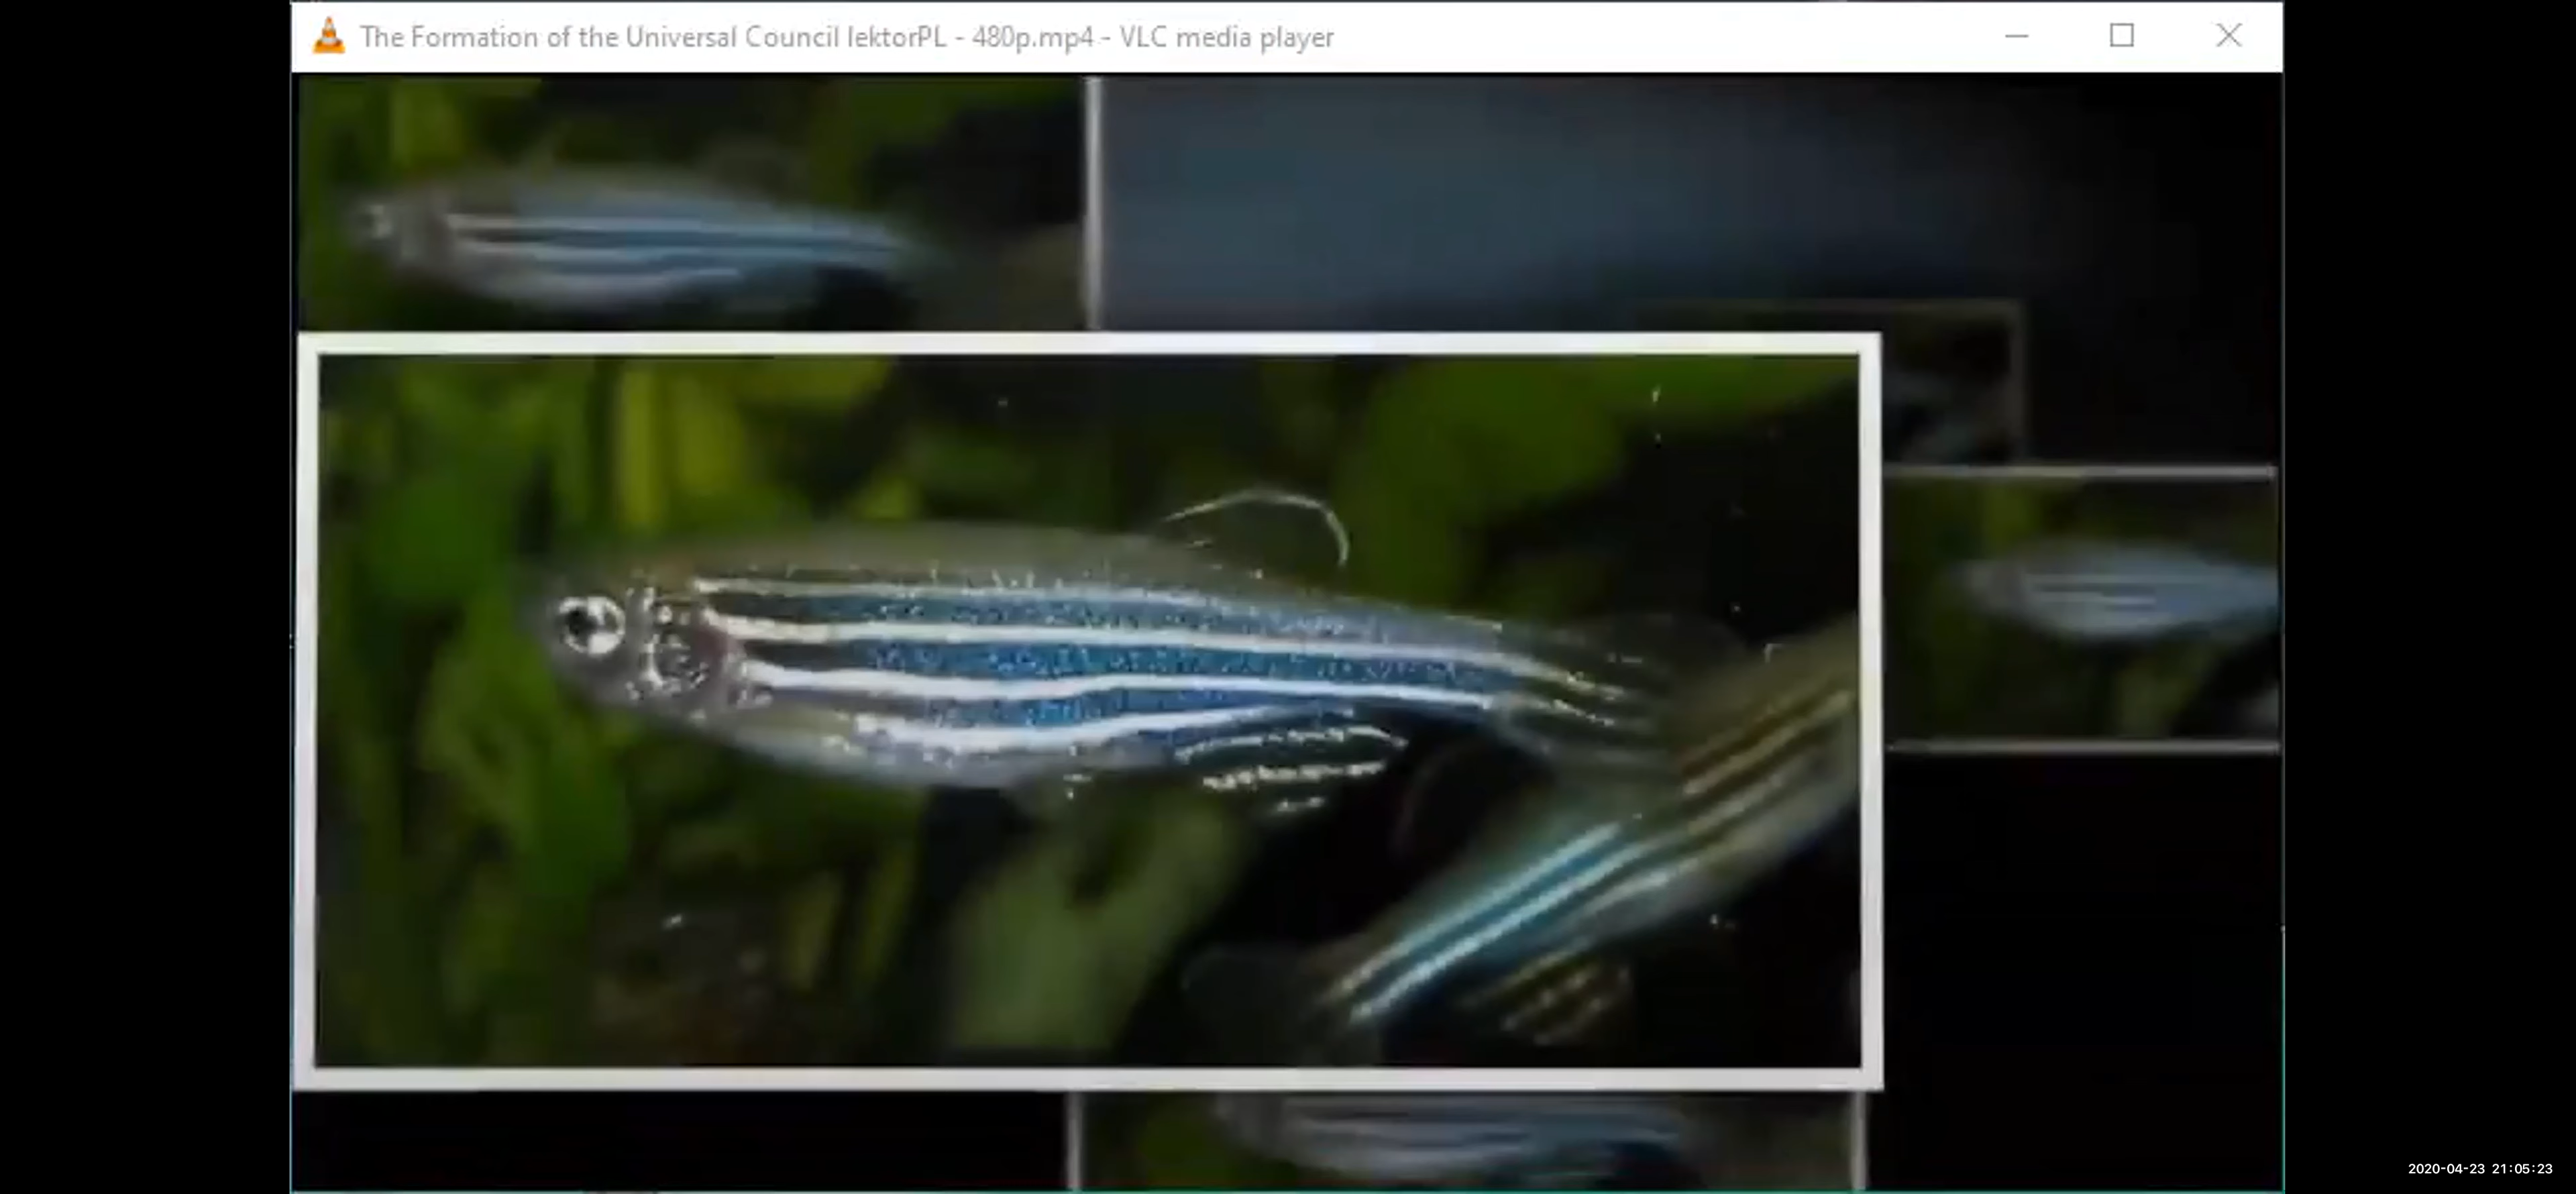 The Formation of the Universal Council lektorPL - 480p.mp4 - VLC media player
2020-04-23 21:05:23